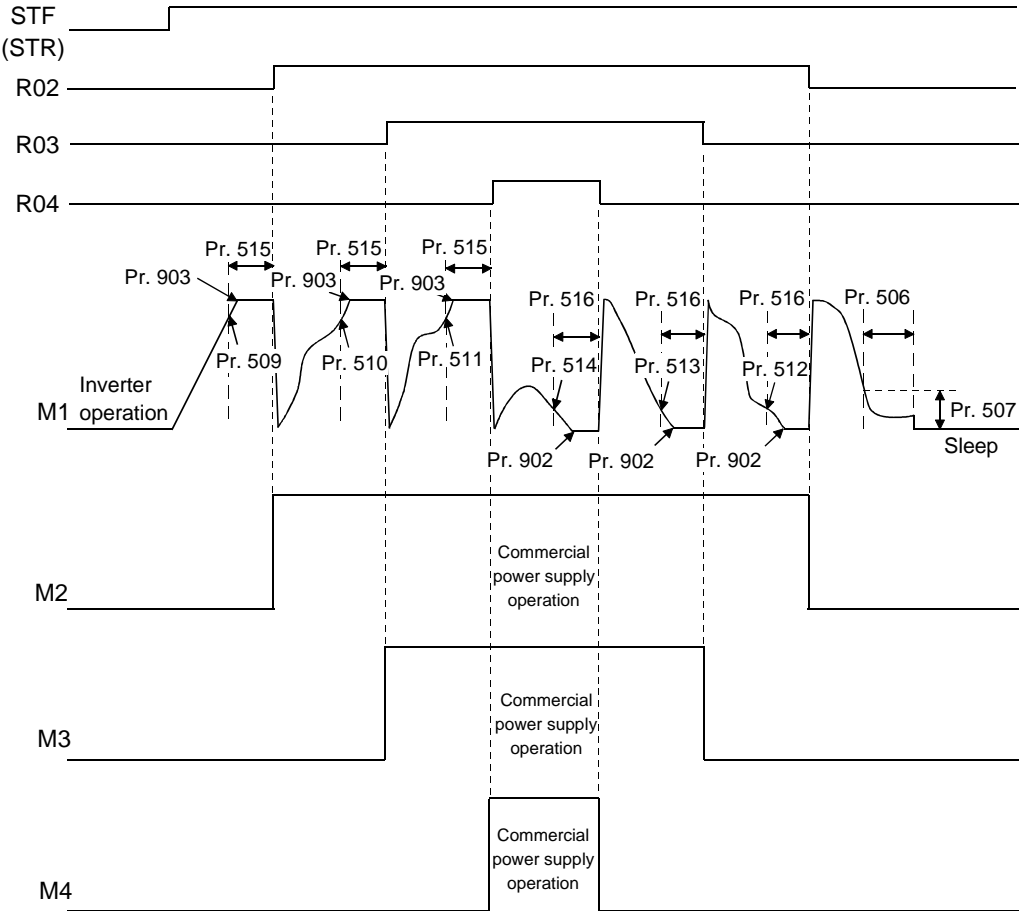 STF
(STR)
R02
R03
R04
Pr. 515 Pr. 515 Pr. 515
Pr. 903 Pr. 903 Pr. 903
Pr. 516 Pr. 516 Pr. 516 Pr. 506
Pr. 509 Pr. 510 Pr. 511 Pr. 514 Pr. 513 Pr. 512
Inverter
operation
M1
Pr. 507
Sleep
Pr. 902 Pr. 902 Pr. 902
Commercial
power supply
operation
M2
Commercial
power supply
operation
M3
Commercial
power supply
operation
M4